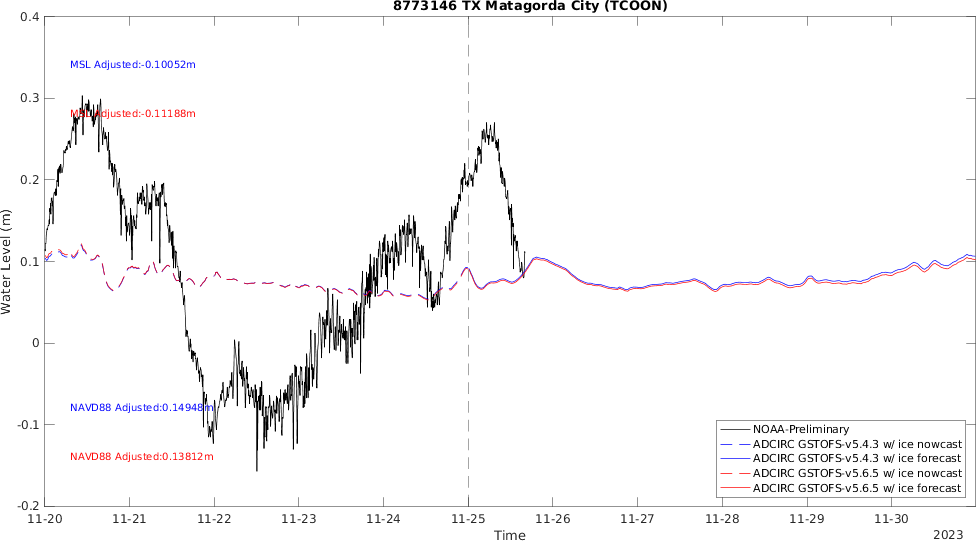 8773146 TX Matagorda City (TCOON)
0.4
0.3
0.2
0.1
0
-0.1
-0.2
Water Level (m)
MSL Adjusted:-0.10052m
MSL Adjusted:-0.11188m
NAVD88 Adjusted:0.14948m
NAVD88 Adjusted:0.13812m
NOAA-Preliminary
ADCIRC GSTOFS-v5.4.3 w/ ice nowcast
ADCIRC GSTOFS-v5.4.3 w/ ice forecast
ADCIRC GSTOFS-v5.6.5 w/ ice nowcast
ADCIRC GSTOFS-v5.6.5 w/ ice forecast
11-20 11-21 11-22 11-23 11-24 11-25 11-26 11-27 11-28 11-29 11-30
Time
2023